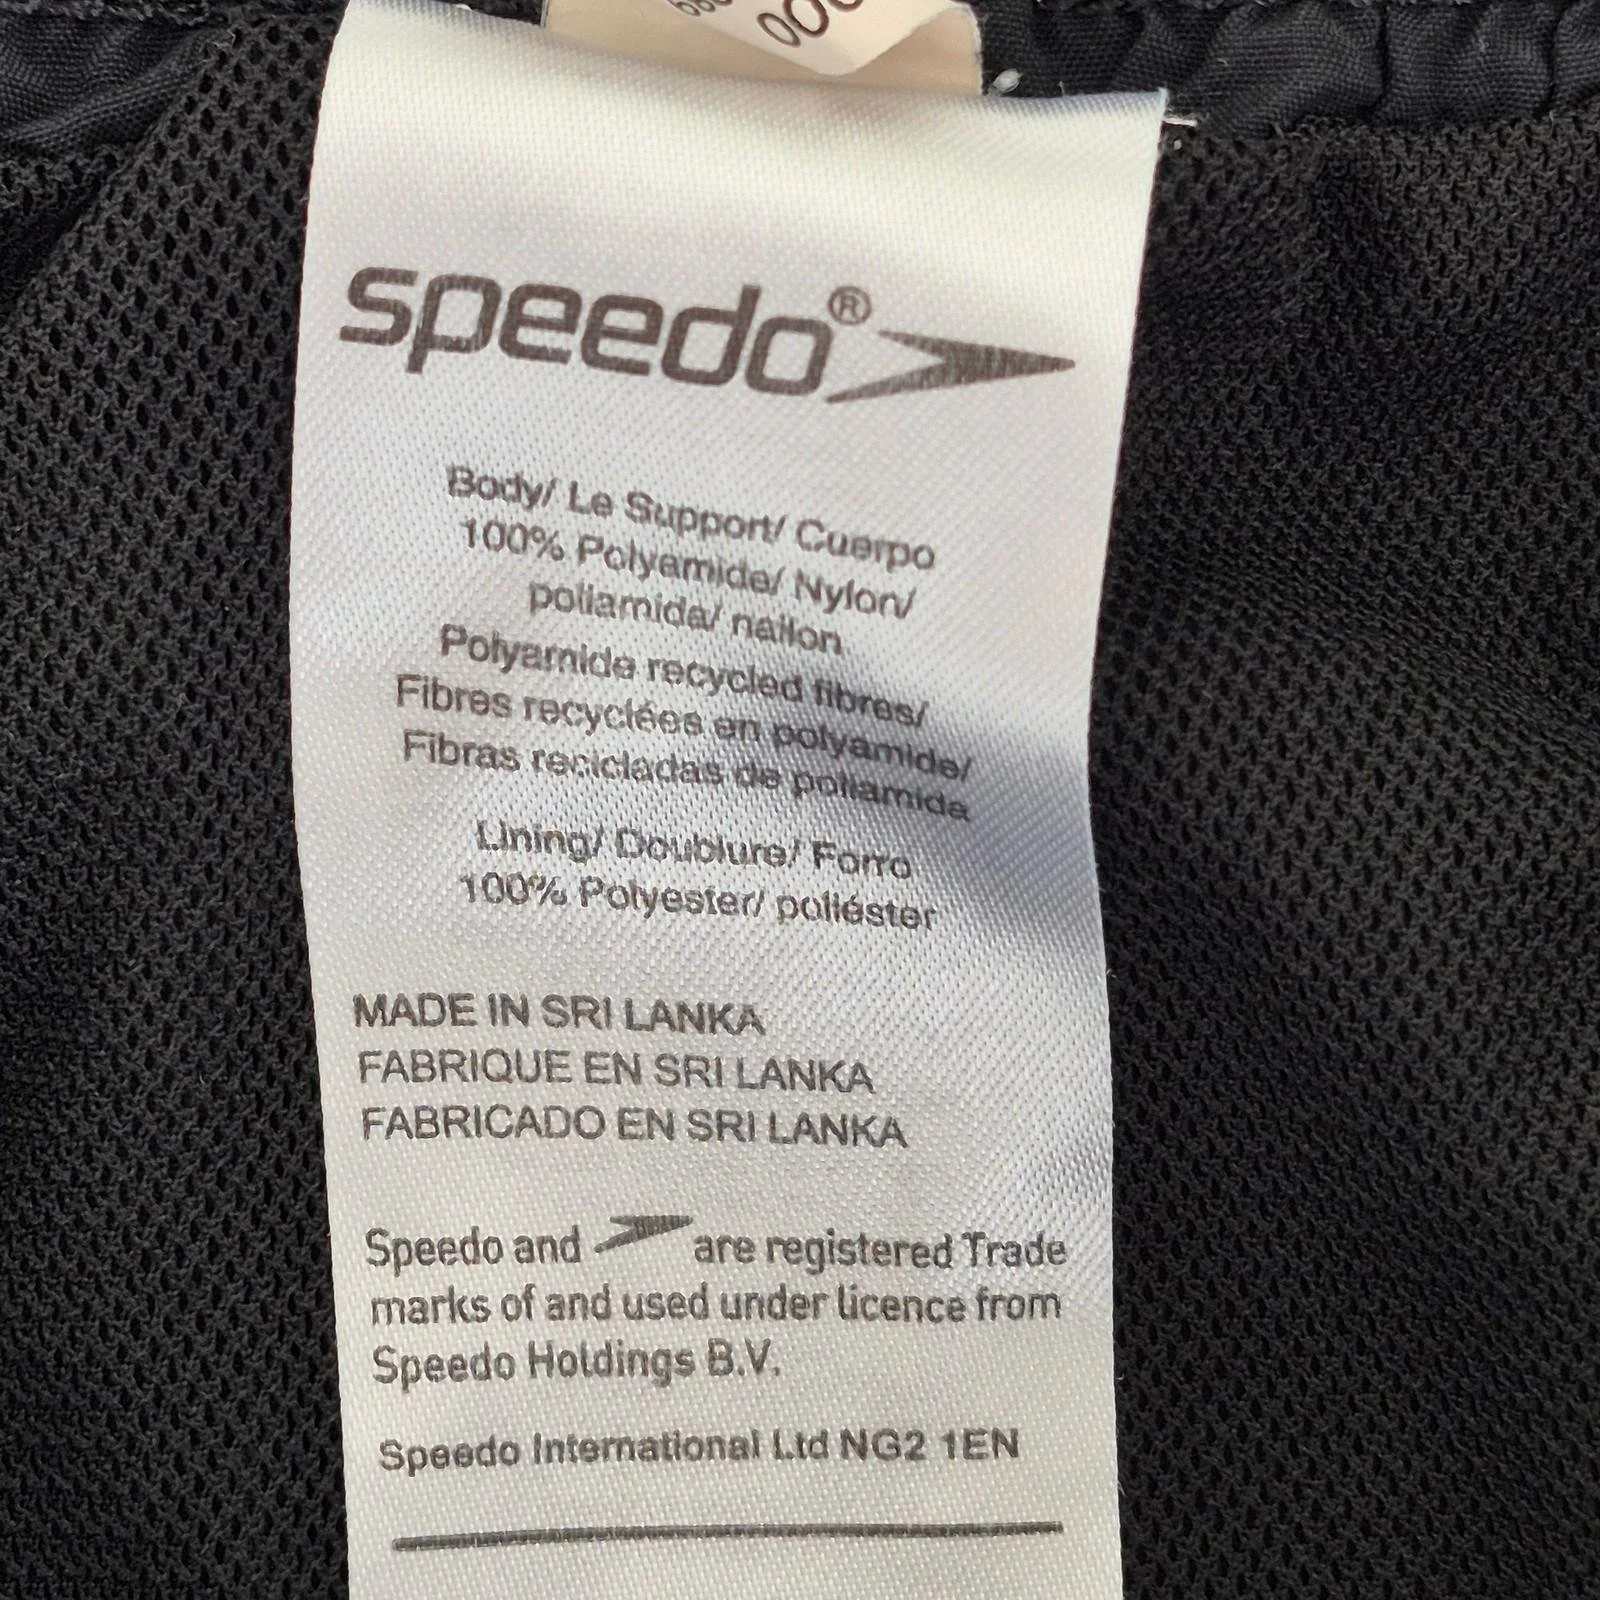 000
speedo®
Body/ Le Support/ Cuerpo
100% Polyamide/ Nylon/
poliamida/ nailon
Polyamide recycled fibres/
Fibres recyclées en polyamide/
Fibras recicladas de poliamida
Lining/ Doublure/ Forro
100% Polyester/ poliéster
MADE IN SRI LANKA
FABRIQUE EN SRI LANKA
FABRICADO EN SRI LANKA
Speedo and are registered Trade
marks of and used under licence from
Speedo Holdings B.V.
Speedo International Ltd NG2 1EN